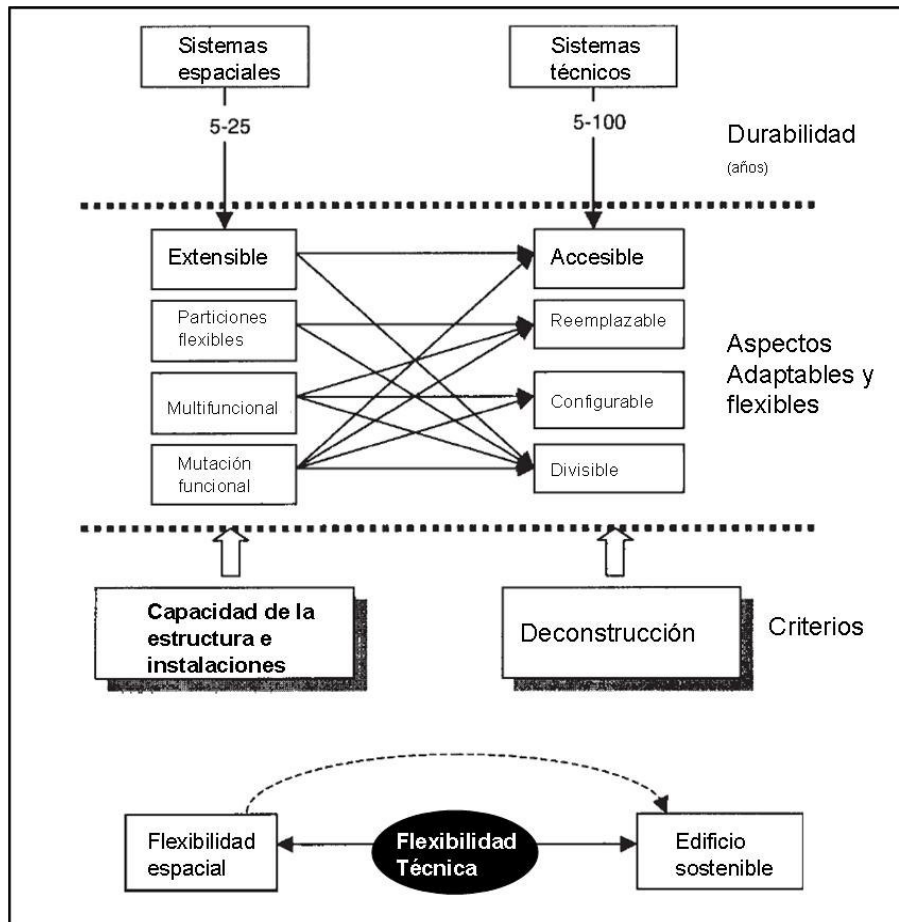 Sistemas
espaciales
Sistemas
técnicos
5-25
5-100
Durabilidad
(años)
Extensible
Accesible
Particiones
flexibles
Reemplazable
Multifuncional
Configurable
Mutación
funcional
Divisible
Aspectos
Adaptables y
flexibles
Capacidad de la
estructura e
instalaciones
Deconstrucción
Criterios
Flexibilidad
espacial
Flexibilidad
Técnica
Edificio
sostenible